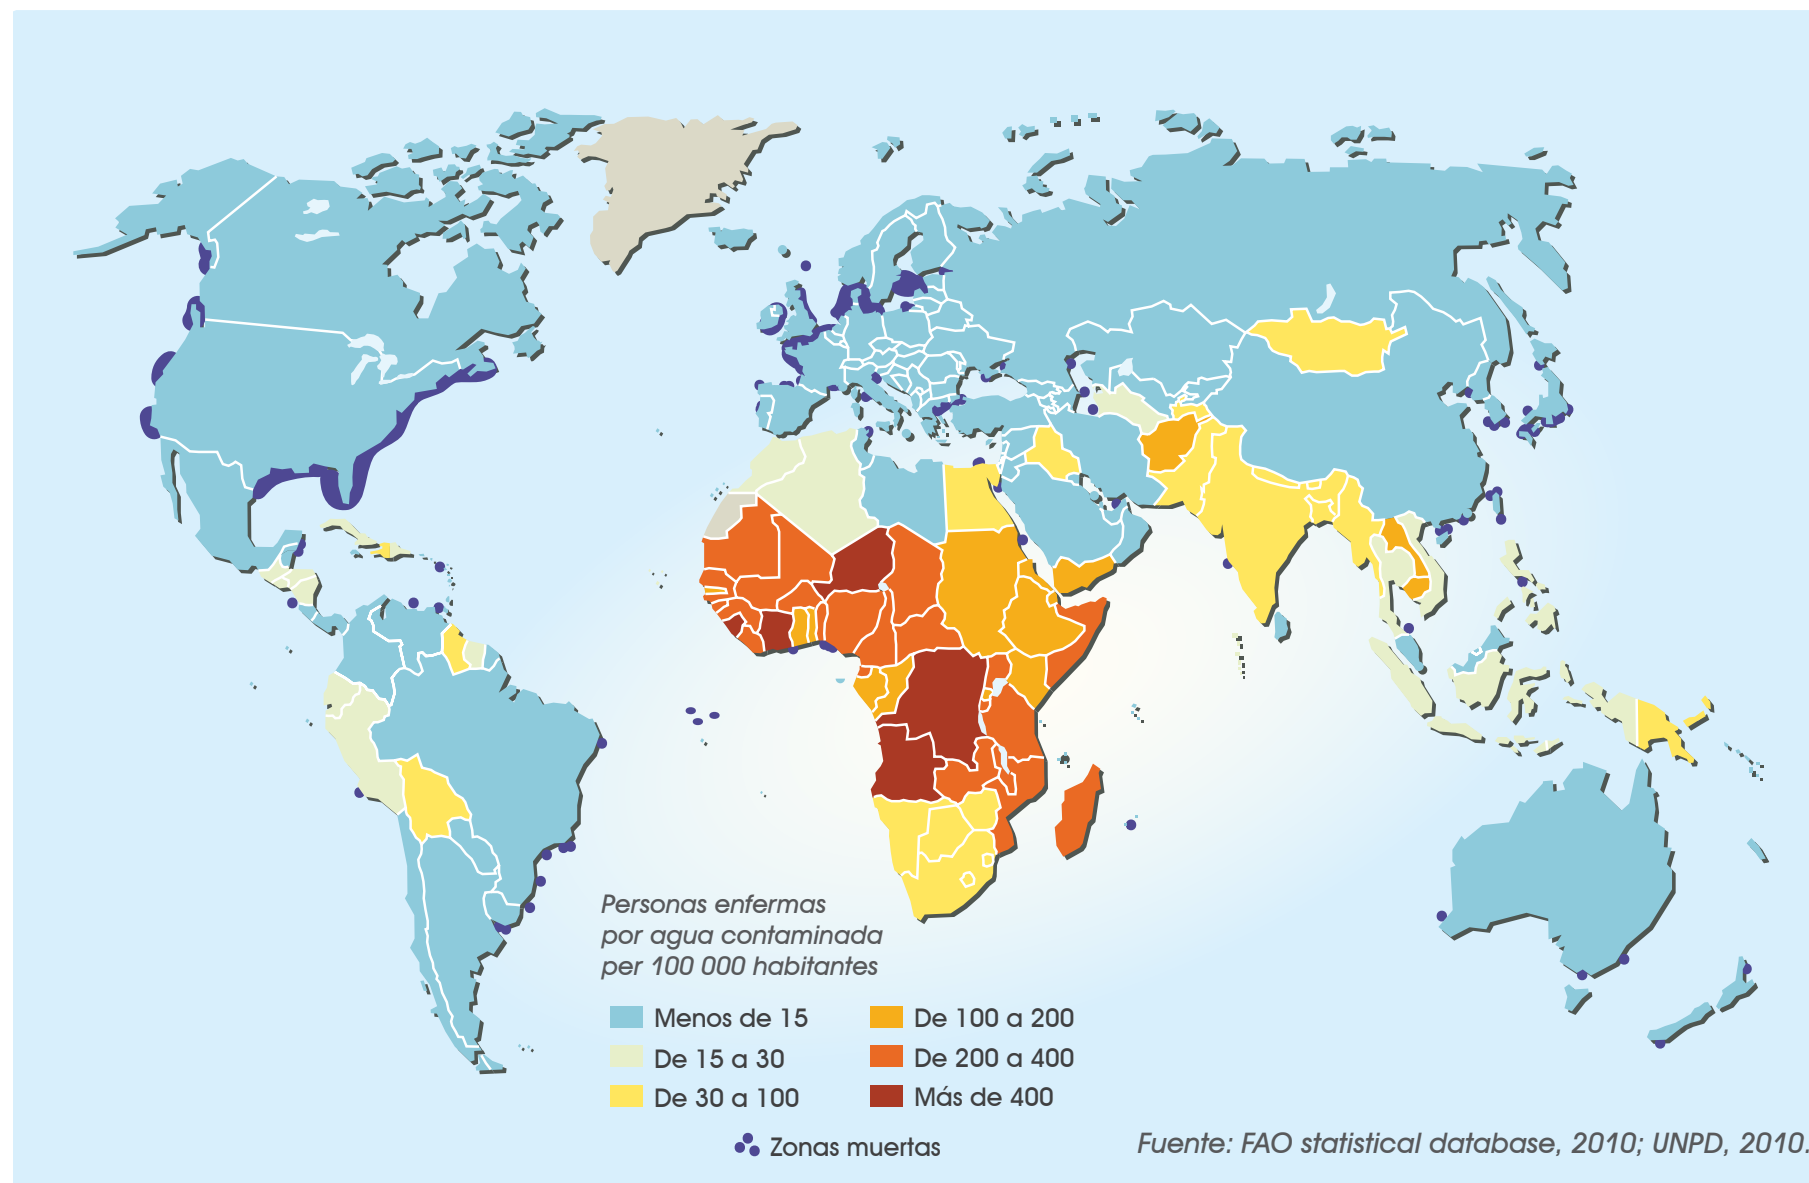 Personas enfermas
por agua contaminada
per 100 000 habitantes
Menos de 15
De 15 a 30
De 30 a 100
De 100 a 200
De 200 a 400
Más de 400
Zonas muertas
Fuente: FAO statistical database, 2010; UNPD, 2010.